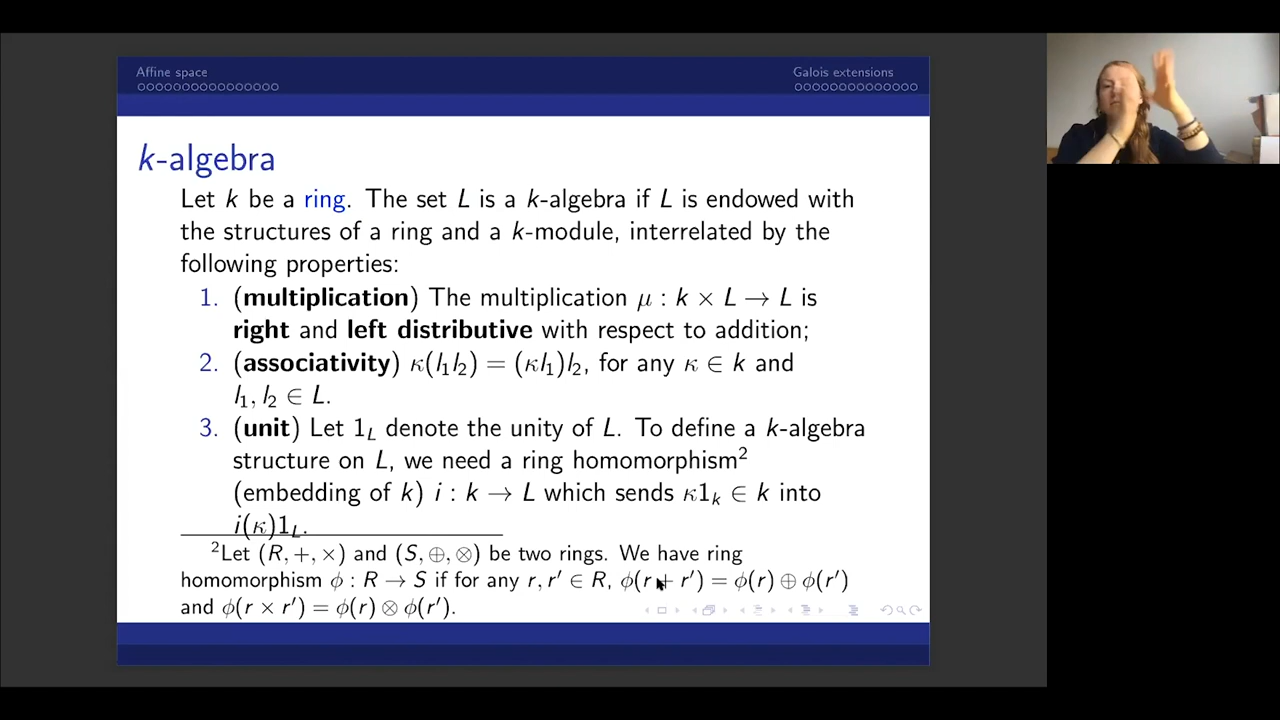 Affine space
Galois extensions
k-algebra
Let k be a ring. The set L is a k-algebra if L is endowed with
the structures of a ring and a k-module, interrelated by the
following properties:
1. (multiplication) The multiplication μ : k × L → L is
right and left distributive with respect to addition;
2. (associativity) κ(l₁l₂) = (κl₁)l₂, for any κ ∈ k and
l₁, l₂ ∈ L.
3. (unit) Let 1_L denote the unity of L. To define a k-algebra
structure on L, we need a ring homomorphism²
(embedding of k) i : k → L which sends κ1ₖ ∈ k into
i(κ)1_L.
²Let (R, +, ×) and (S, ⊕, ⊗) be two rings. We have ring
homomorphism ϕ : R → S if for any r, r′ ∈ R, ϕ(r + r′) = ϕ(r) ⊕ ϕ(r′)
and ϕ(r × r′) = ϕ(r) ⊗ ϕ(r′).